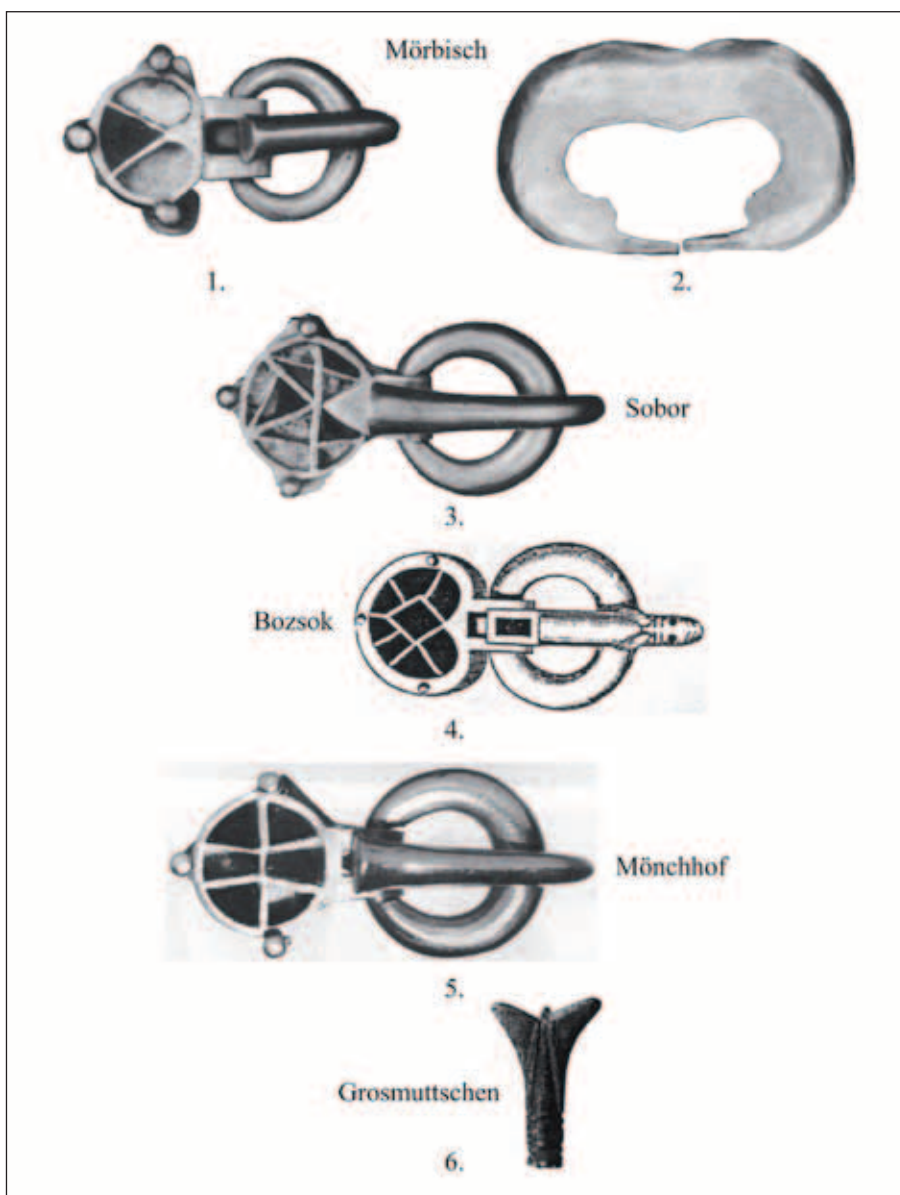 Mörbisch
1.
2.
Sobor
3.
Bozsok
4.
Mönchhof
5.
Grosmuttschen
6.